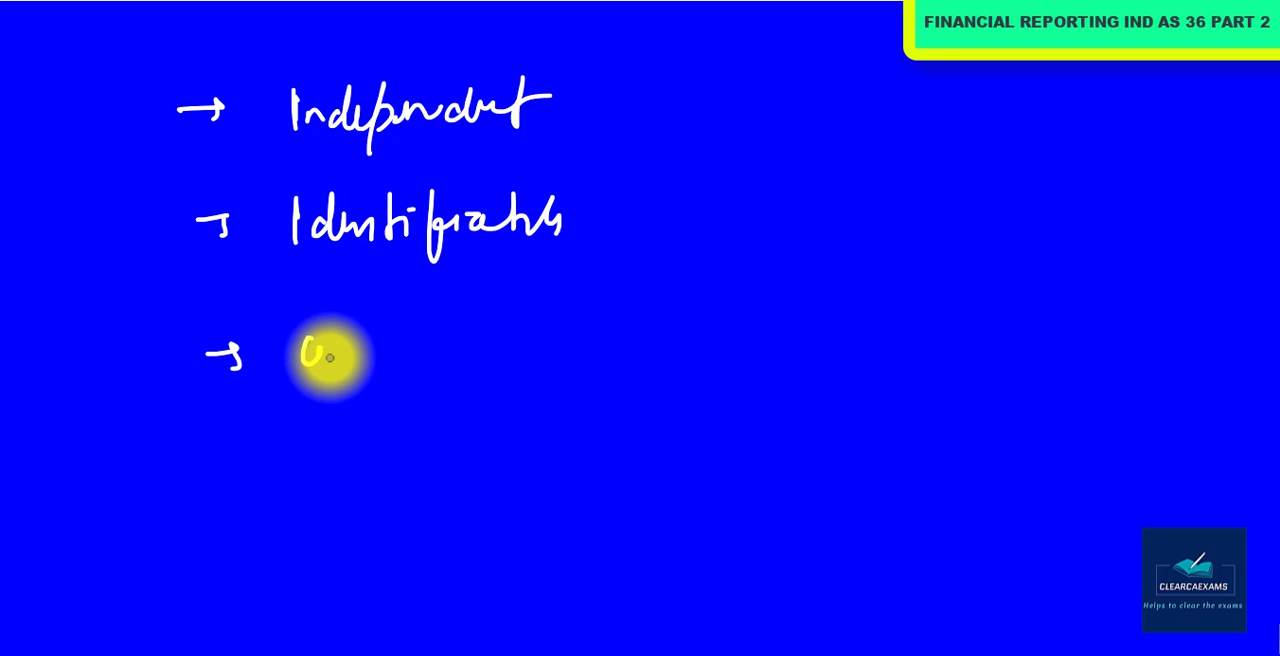 FINANCIAL REPORTING IND AS 36 PART 2
→ Independent
→ Identifiable
→
CLEARCAEXAMS
Helps to clear the exams